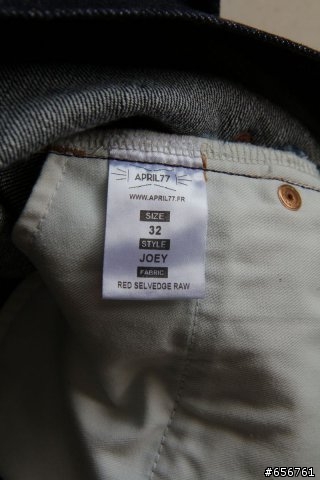 APRIL77
WWW.APRIL77.FR
SIZE
32
STYLE
JOEY
FABRIC
RED SELVEDGE RAW
#656761